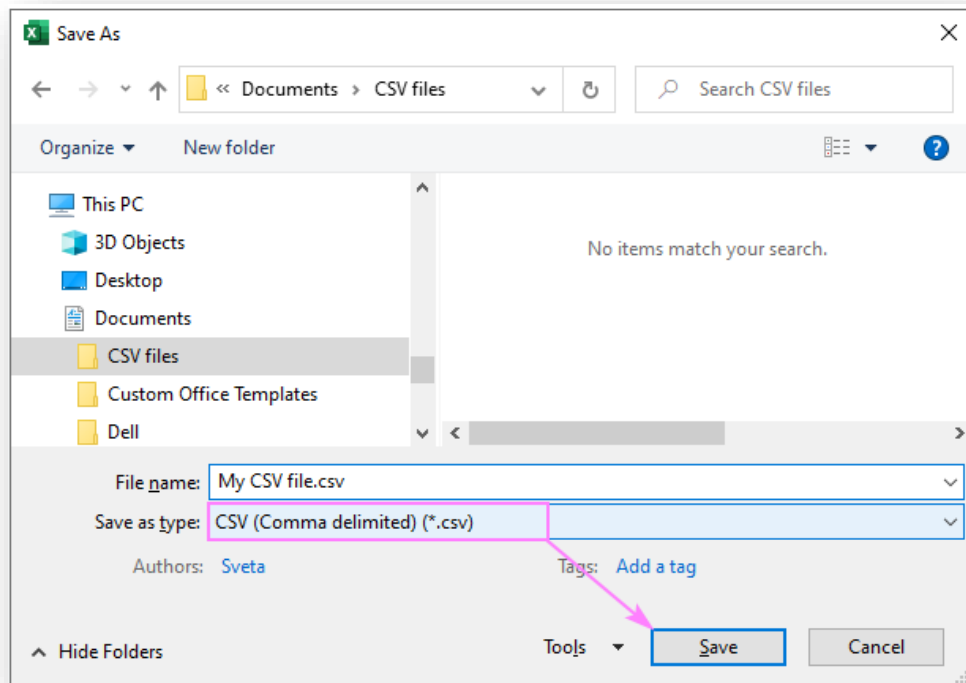 Save As
« Documents › CSV files
Search CSV files
Organize
New folder
?
This PC
3D Objects
Desktop
Documents
CSV files
Custom Office Templates
Dell
No items match your search.
File name: My CSV file.csv
Save as type: CSV (Comma delimited) (*.csv)
Authors: Sveta Tags: Add a tag
Hide Folders
Tools Save Cancel